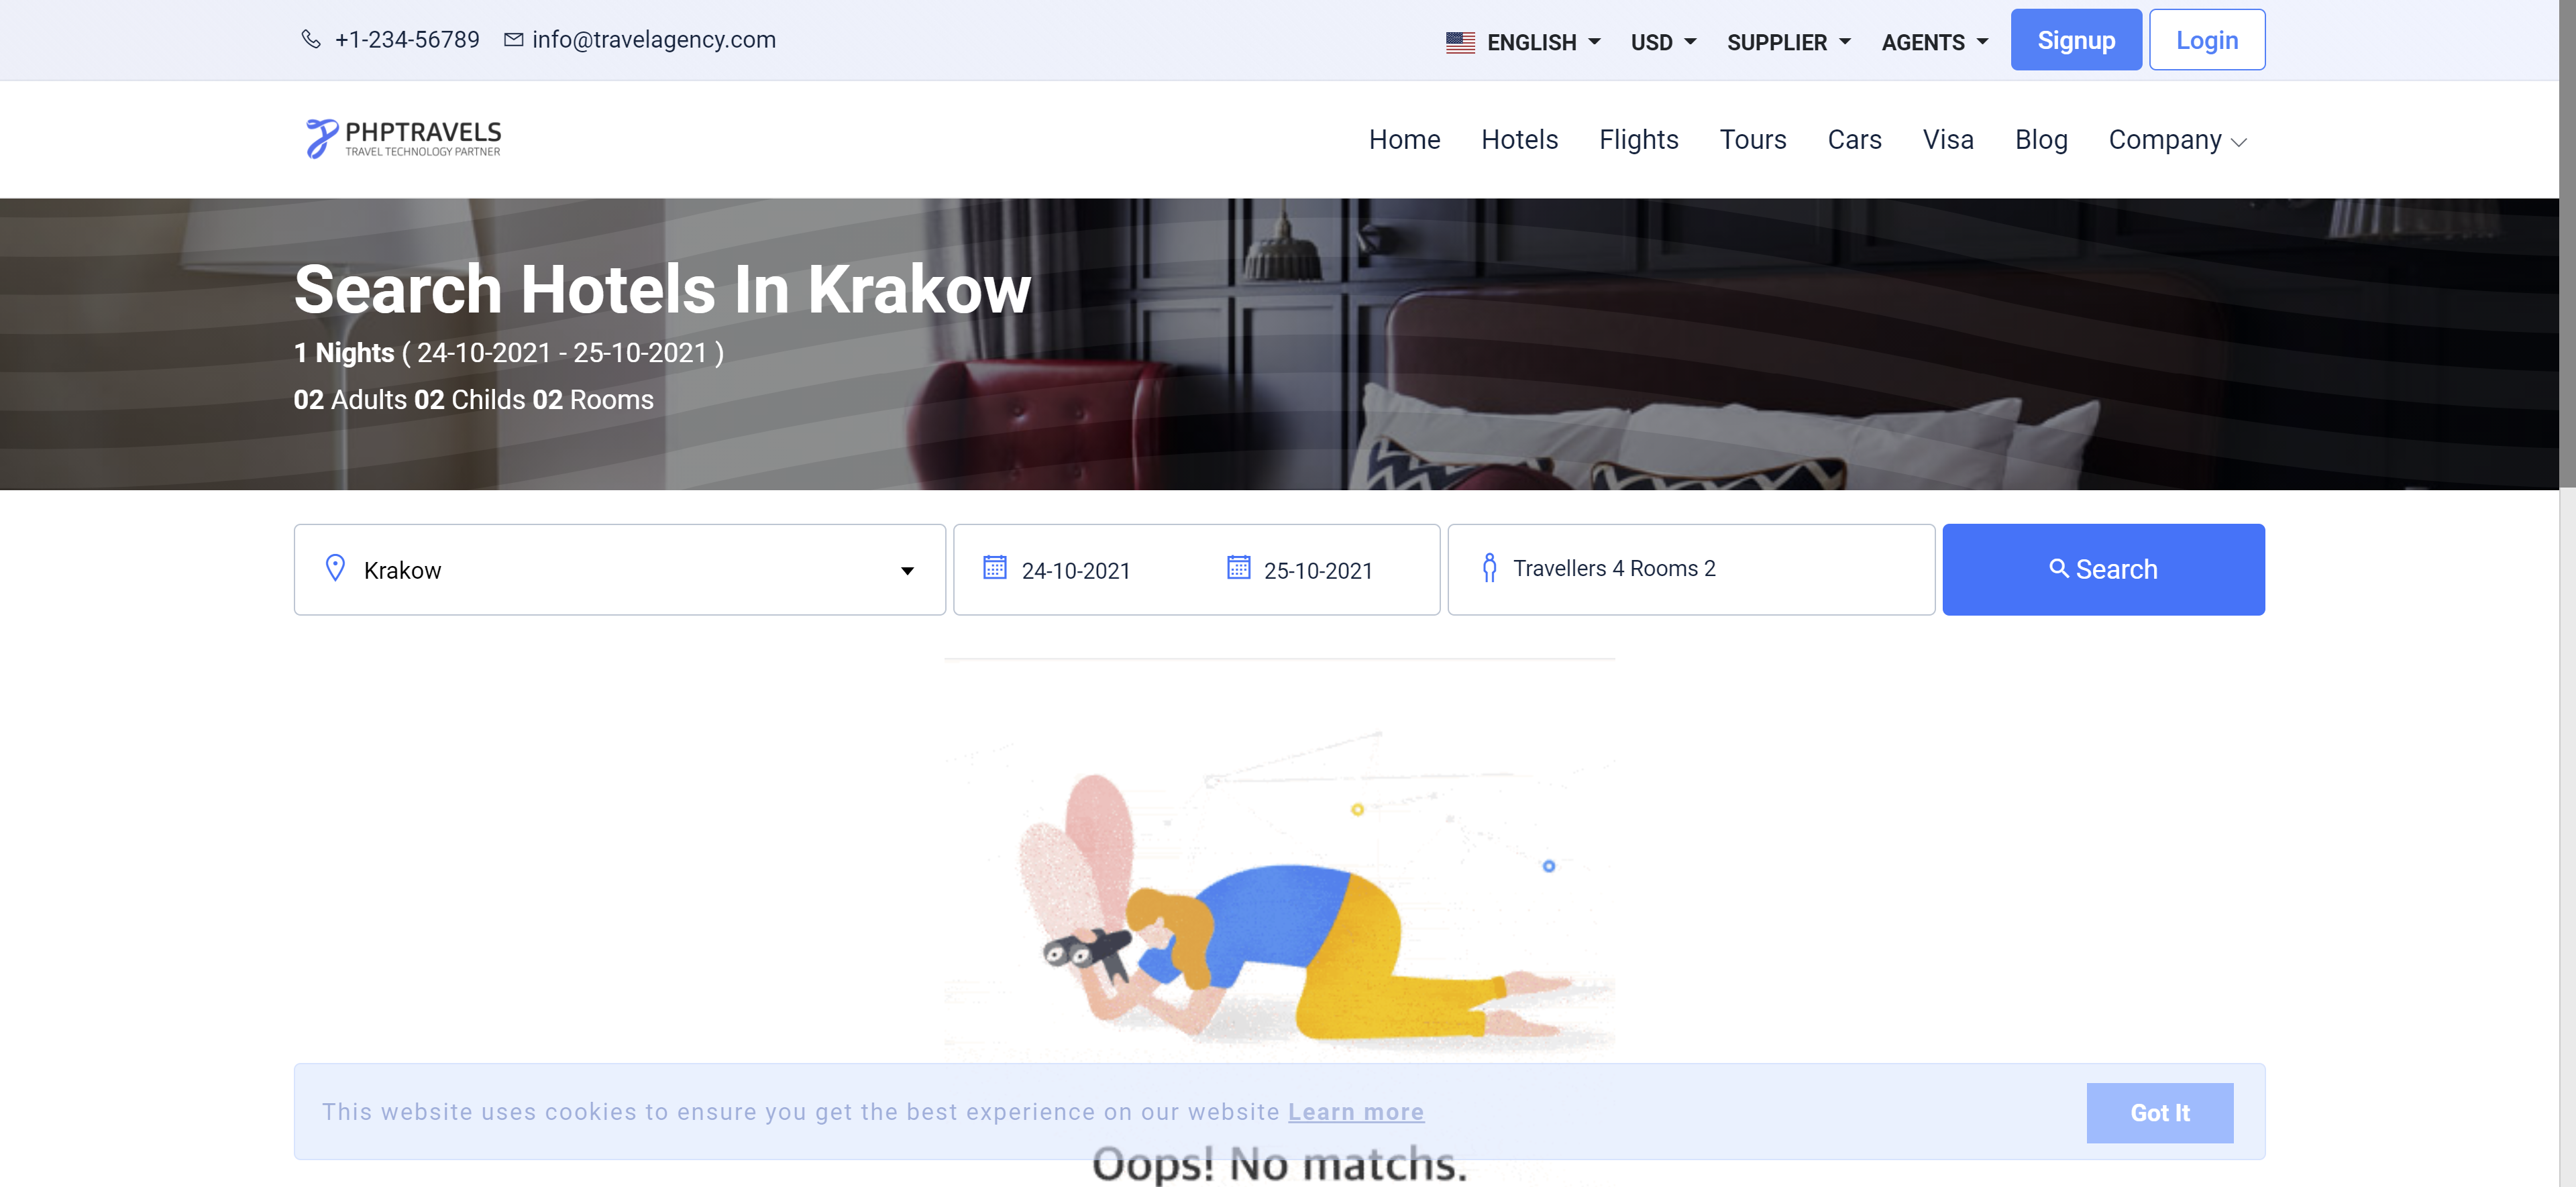 +1-234-56789 info@travelagency.com ENGLISH USD SUPPLIER AGENTS Signup Login
PHPTRAVELS
TRAVEL TECHNOLOGY PARTNER
Home Hotels Flights Tours Cars Visa Blog Company
Search Hotels In Krakow
1 Nights ( 24-10-2021 - 25-10-2021 )
02 Adults 02 Childs 02 Rooms
Krakow 24-10-2021 25-10-2021 Travellers 4 Rooms 2 Search
This website uses cookies to ensure you get the best experience on our website Learn more Got It
Oops! No matchs.